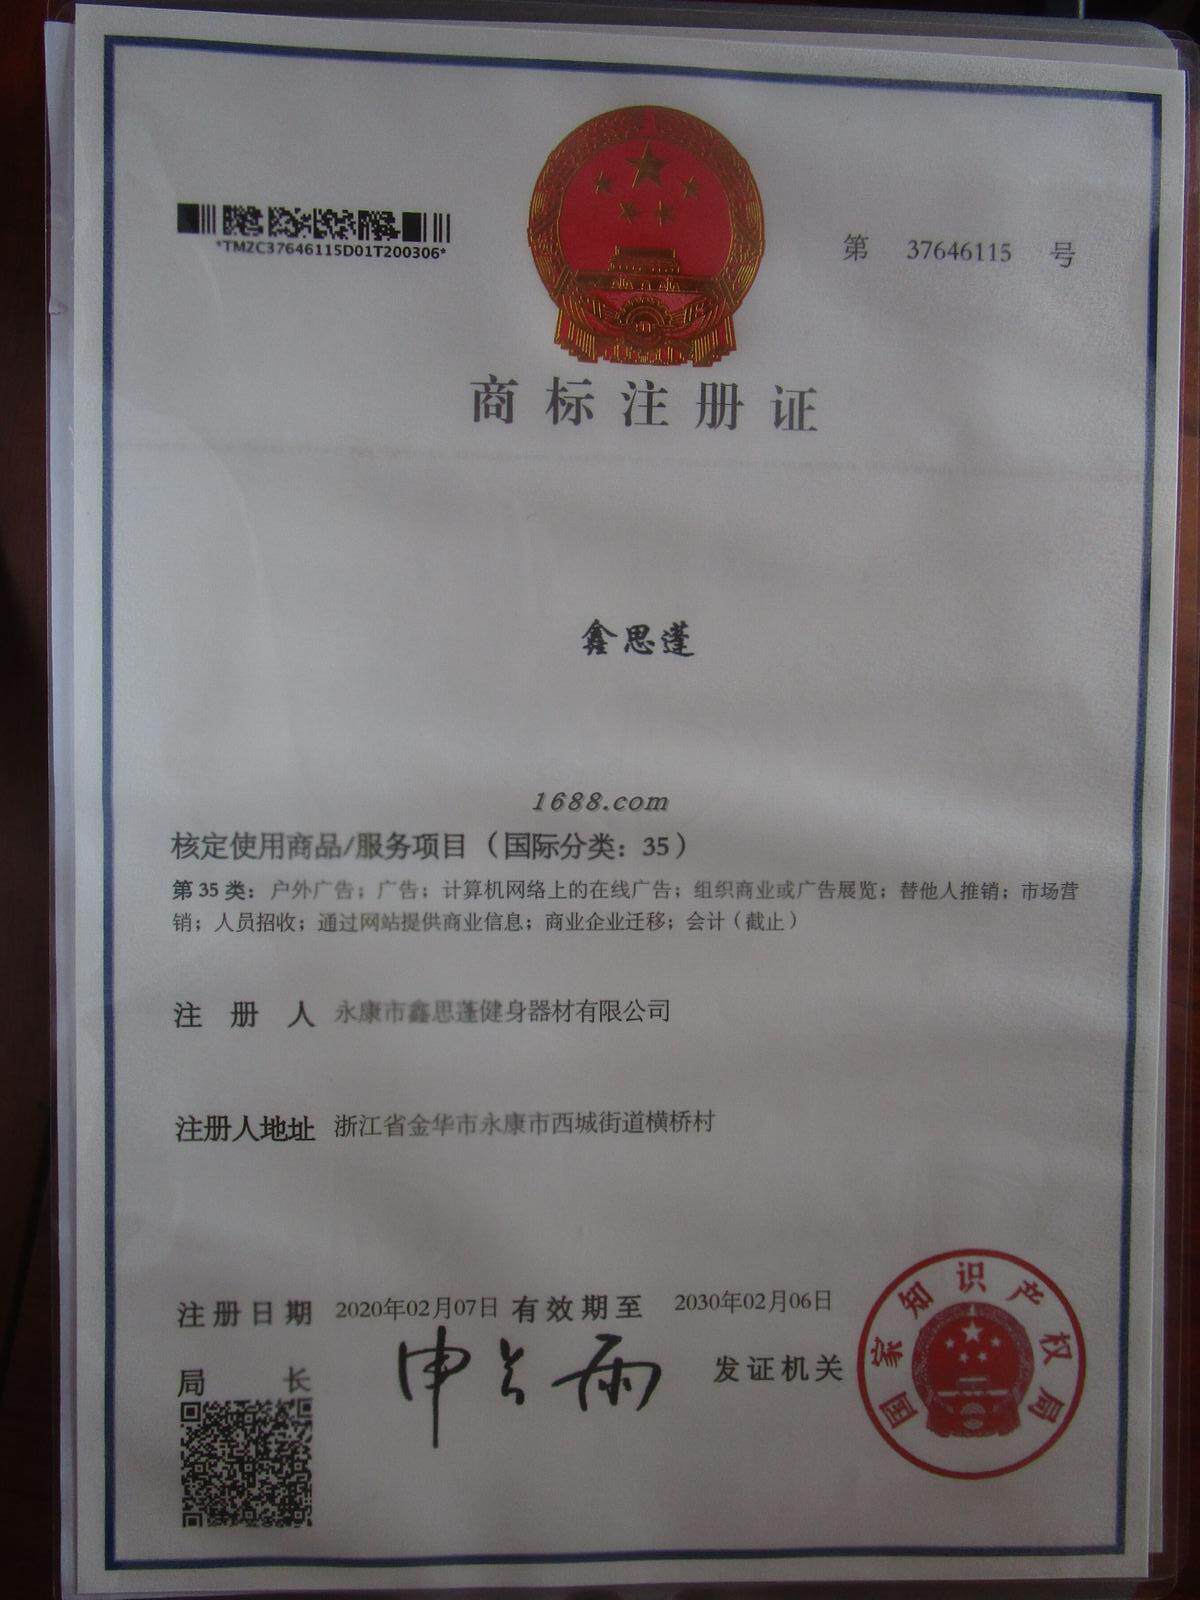 *TMZC37646115D01T200306*
第 37646115 号
商标注册证
鑫思蓬
1688.com
核定使用商品/服务项目（国际分类：35）
第 35 类：户外广告；广告；计算机网络上的在线广告；组织商业或广告展览；替他人推销；市场营
销；人员招收；通过网站提供商业信息；商业企业迁移；会计（截止）
注册人 永康市鑫思蓬健身器材有限公司
注册人地址 浙江省金华市永康市西城街道横桥村
注册日期 2020年02月07日 有效期至 2030年02月06日
局长 申长雨 发证机关
国家知识产权局